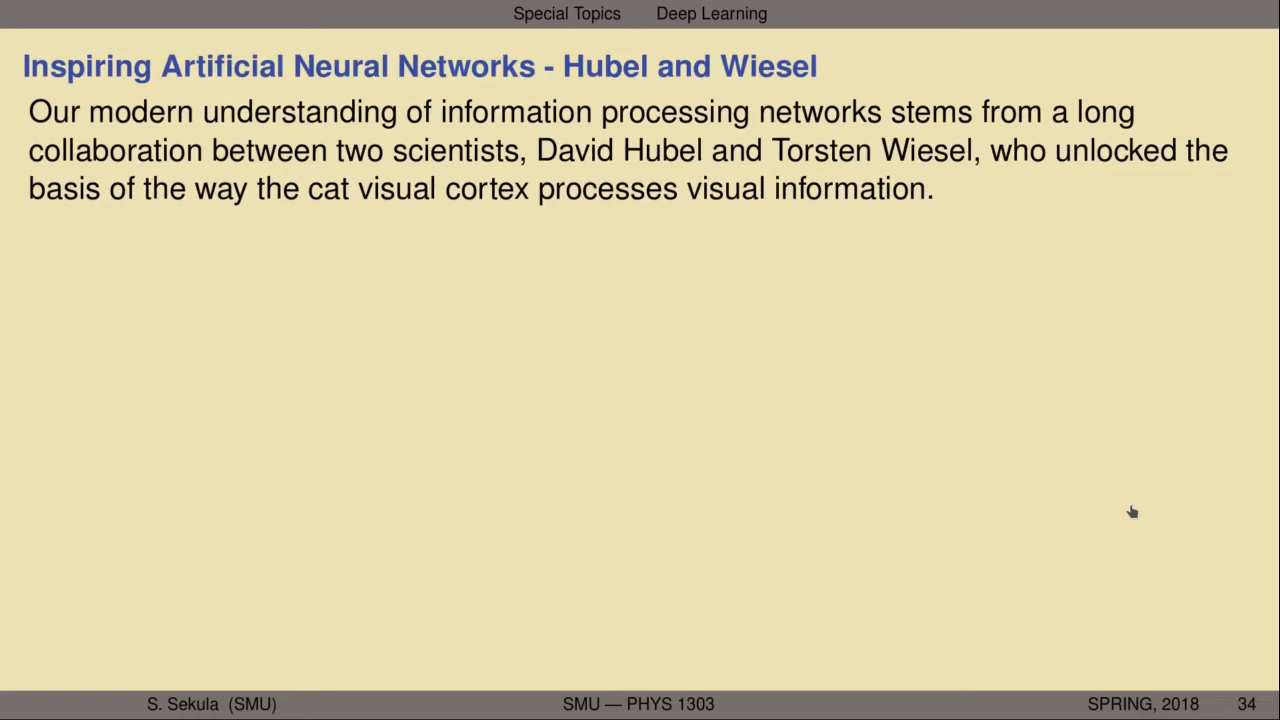 Special Topics Deep Learning
Inspiring Artificial Neural Networks - Hubel and Wiesel
Our modern understanding of information processing networks stems from a long
collaboration between two scientists, David Hubel and Torsten Wiesel, who unlocked the
basis of the way the cat visual cortex processes visual information.
S. Sekula (SMU) SMU — PHYS 1303 SPRING, 2018 34